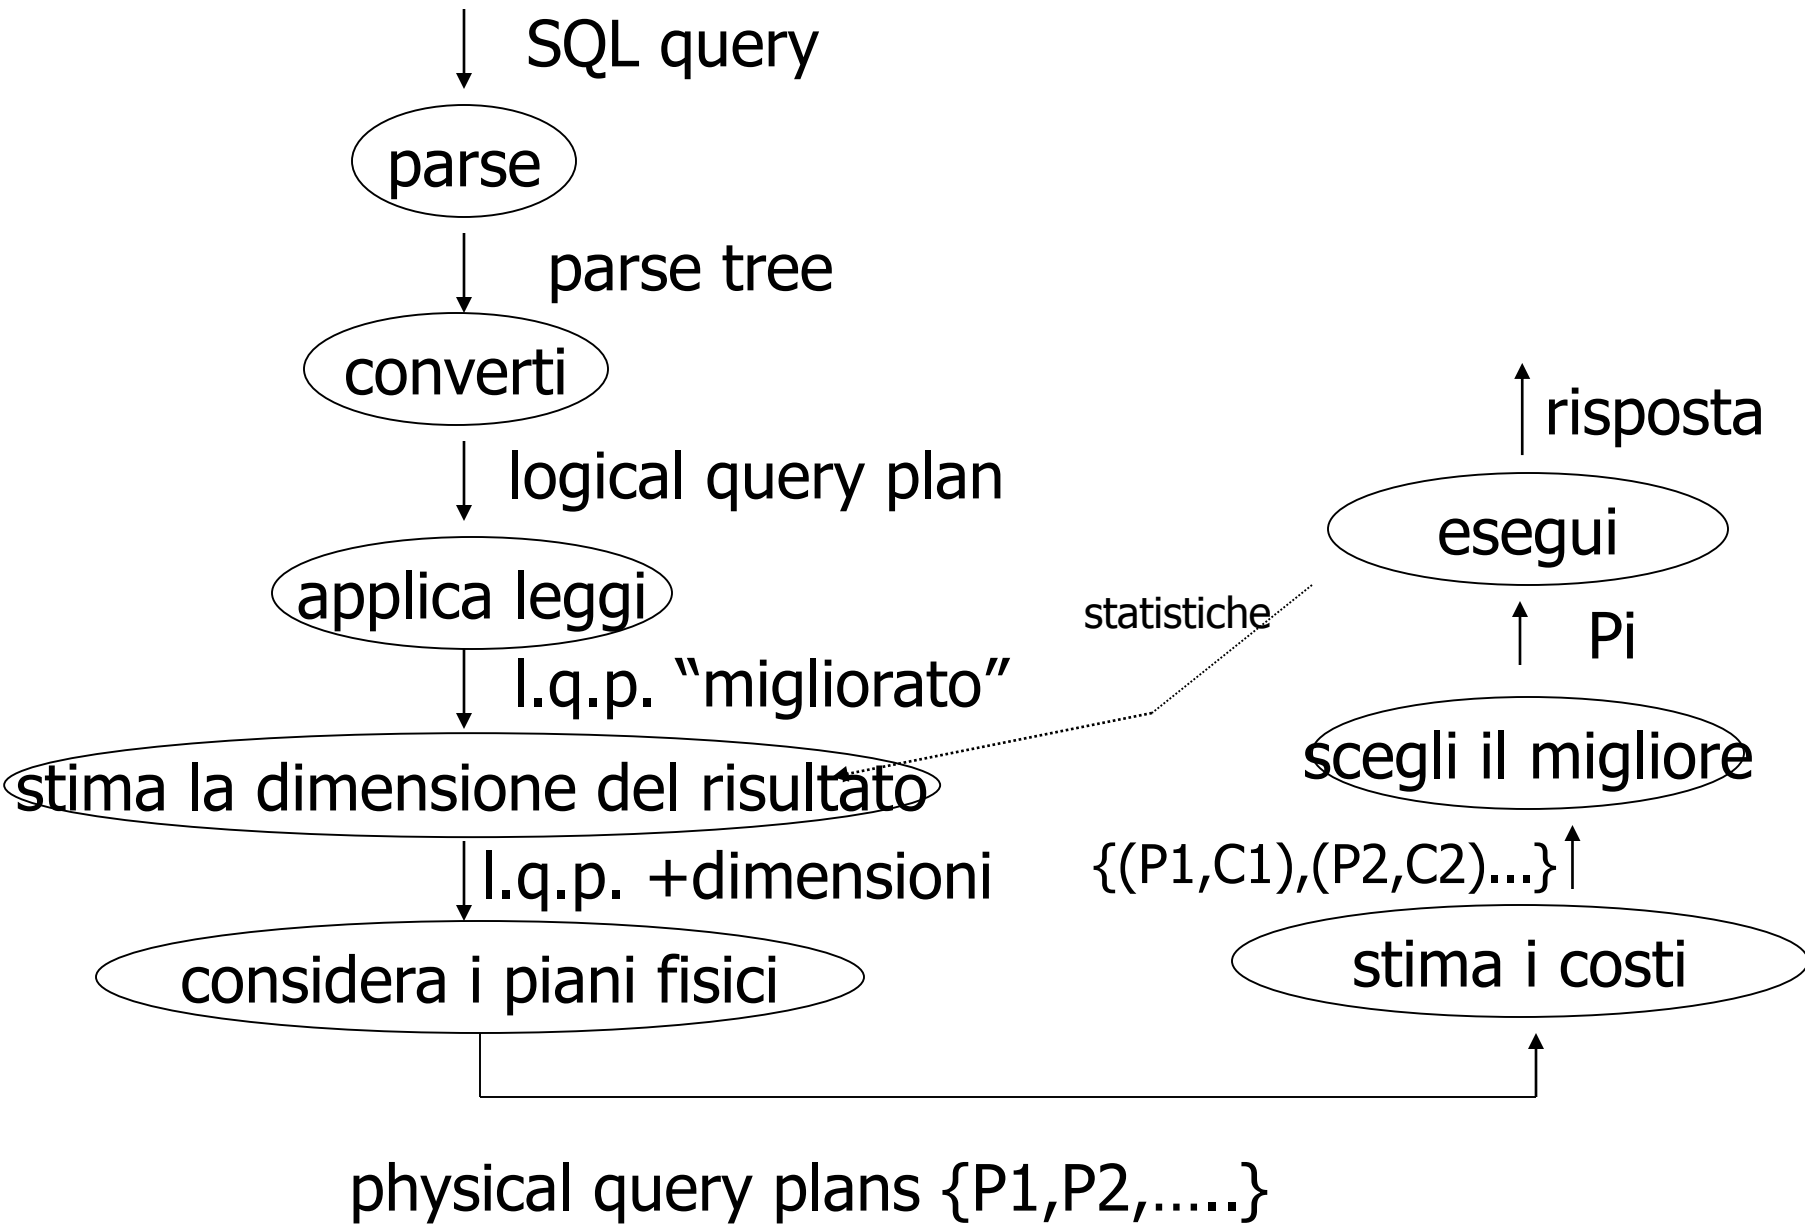 SQL query
parse
parse tree
converti
logical query plan
applica leggi
l.q.p. “migliorato”
stima la dimensione del risultato
l.q.p. +dimensioni
considera i piani fisici
physical query plans {P1,P2,…..}
stima i costi
{(P1,C1),(P2,C2)...}
scegli il migliore
Pi
esegui
statistiche
risposta